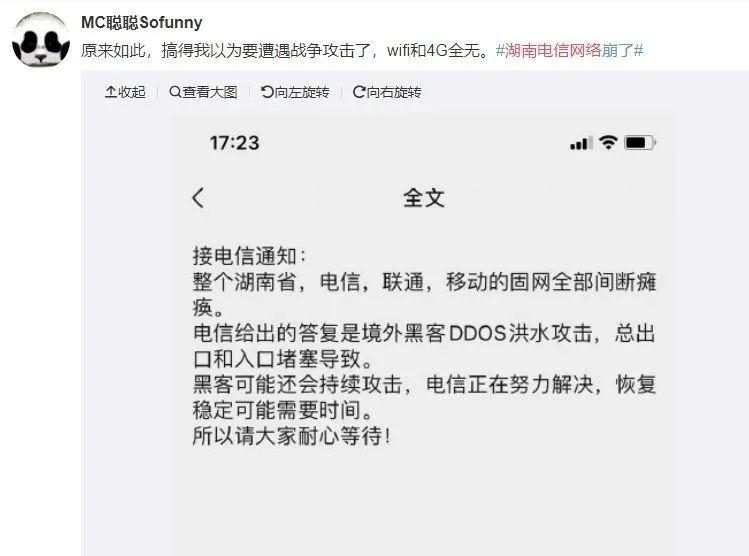 MC聪聪Sofunny
原来如此，搞得我以为要遭遇战争攻击了，wifi和4G全无。#湖南电信网络崩了#
收起 查看大图 向左旋转 向右旋转
17:23
全文
接电信通知：
整个湖南省，电信，联通，移动的固网全部间断瘫
痪。
电信给出的答复是境外黑客DDOS洪水攻击，总出
口和入口堵塞导致。
黑客可能还会持续攻击，电信正在努力解决，恢复
稳定可能需要时间。
所以请大家耐心等待！